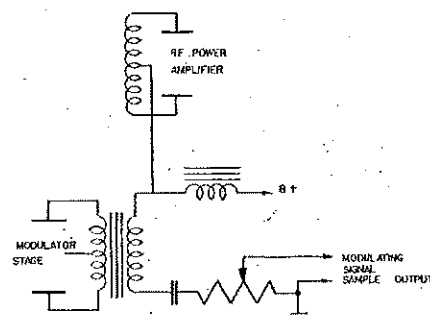 R.F. POWER
AMPLIFIER
B+
MODULATOR
STAGE
MODULATING
SIGNAL
SAMPLE OUTPUT